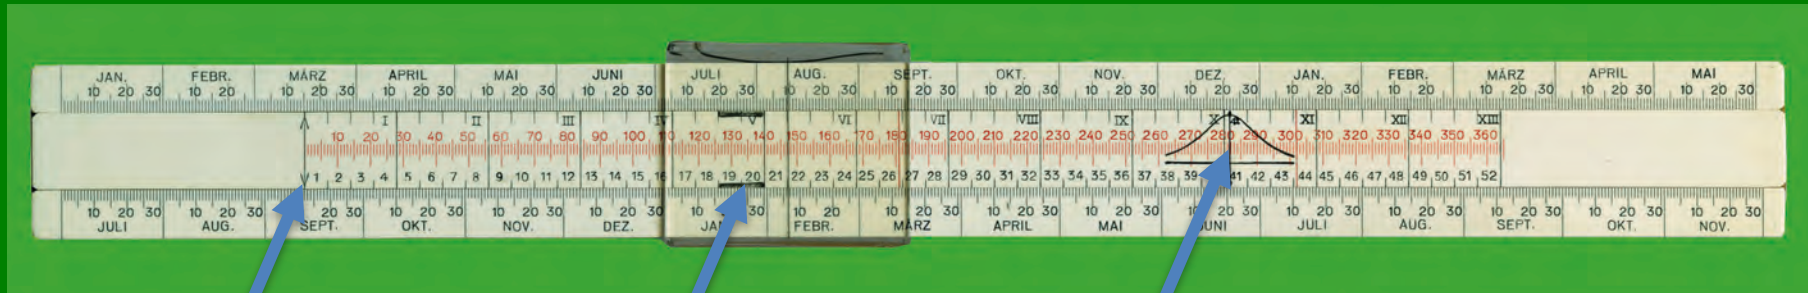 JAN. FEBR. MÄRZ APRIL MAI JUNI JULI AUG. SEPT. OKT. NOV. DEZ. JAN. FEBR. MÄRZ APRIL MAI
10 20 30 10 20 10 20 30 10 20 30 10 20 30 10 20 30 10 20 30 10 20 30 10 20 30 10 20 30 10 20 30 10 20 30 10 20 30 10 20 10 20 30 10 20 30 10 20 30
I II III IV V VI VII VIII IX X XI XII XIII
10 20 30 40 50 60 70 80 90 100 110 120 130 140 150 160 170 180 190 200 210 220 230 240 250 260 270 280 290 300 310 320 330 340 350 360
1 2 3 4 5 6 7 8 9 10 11 12 13 14 15 16 17 18 19 20 21 22 23 24 25 26 27 28 29 30 31 32 33 34 35 36 37 38 39 41 42 43 44 45 46 47 48 49 50 51 52
10 20 30 10 20 30 20 30 10 20 30 10 20 30 10 20 30 10 30 10 20 10 20 30 10 20 30 10 20 30 10 20 30 10 20 30 10 20 30 10 20 30 10 20 30 10 20 30
JULI AUG. SEPT. OKT. NOV. DEZ. FEBR. MÄRZ APRIL MAI JUNI JULI AUG. SEPT. OKT. NOV.